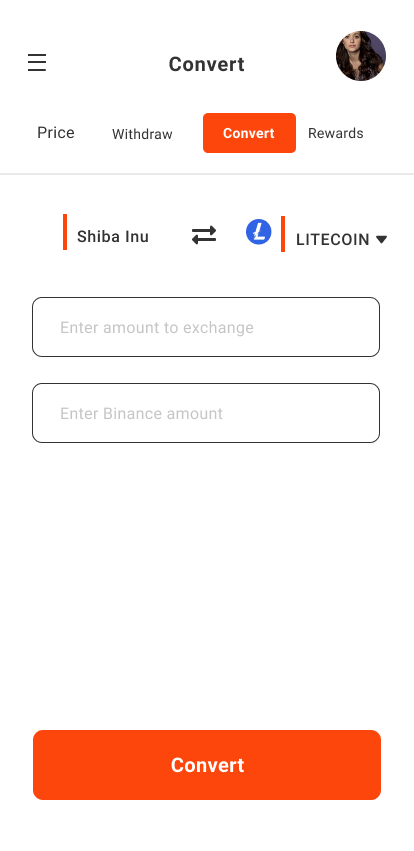 Convert
Price Withdraw Convert Rewards
Shiba Inu LITECOIN
Enter amount to exchange
Enter Binance amount
Convert